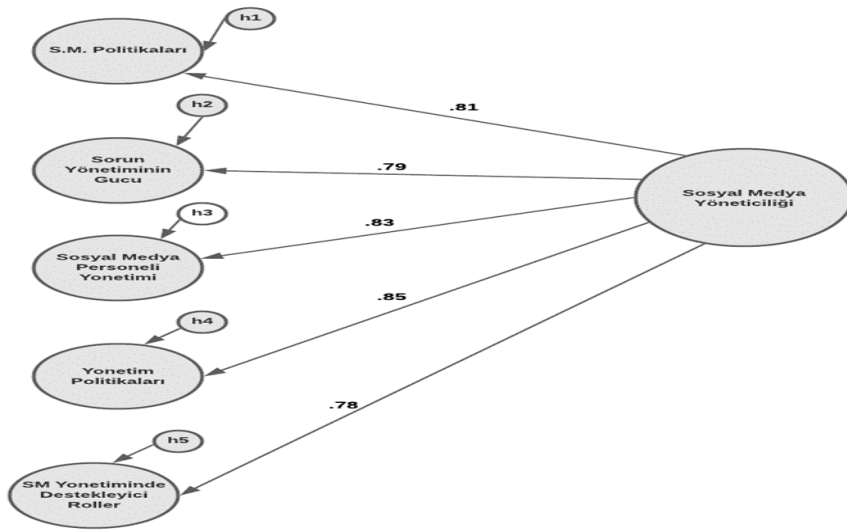 h1
S.M. Politikaları
.81
h2
Sorun
Yönetiminin
Gucu
.79
Sosyal Medya
Yöneticiliği
h3
.83
Sosyal Medya
Personeli
Yonetimi
.85
h4
Yonetim
Politikaları
.78
h5
SM Yonetiminde
Destekleyici
Roller